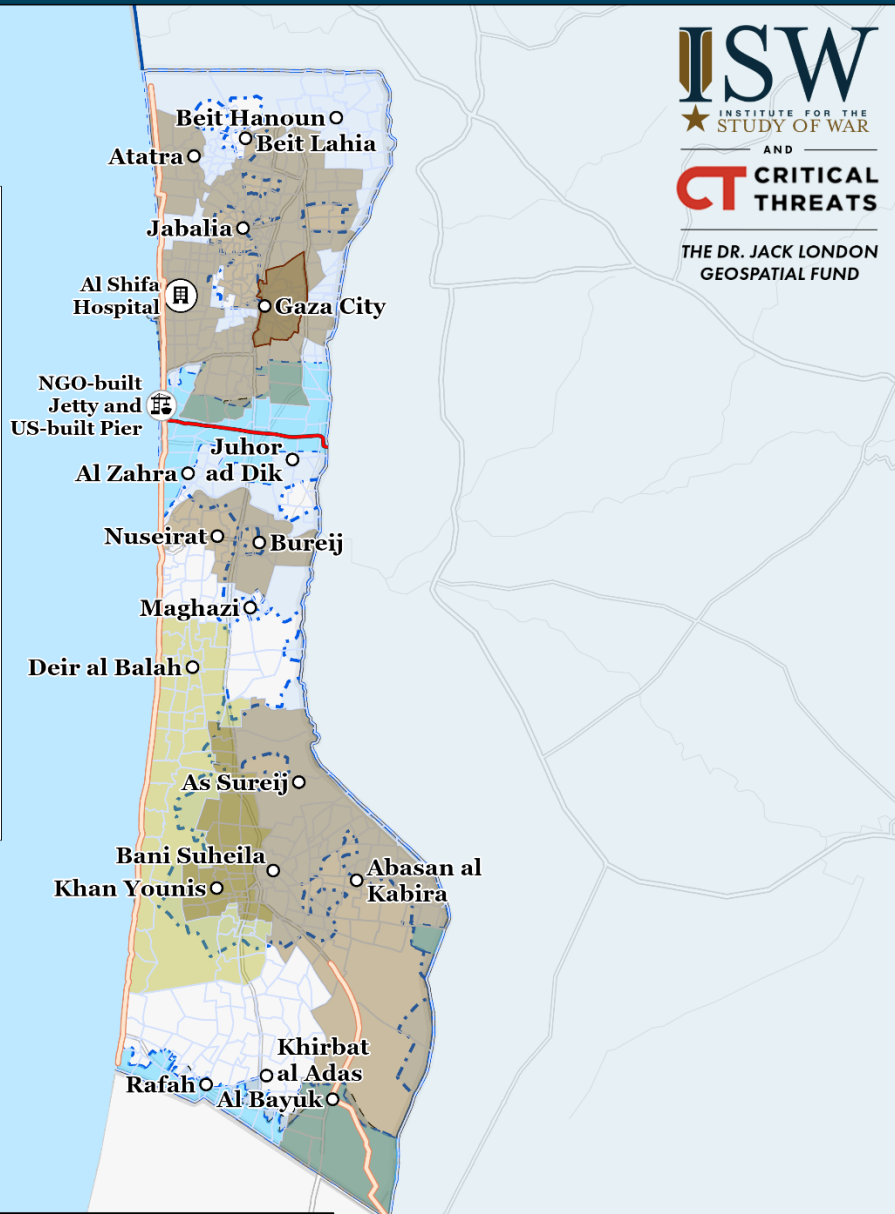 ISW
INSTITUTE FOR THE
STUDY OF WAR
AND
CT CRITICAL
THREATS
THE DR. JACK LONDON
GEOSPATIAL FUND
Beit Hanoun
Beit Lahia
Atatra
Jabalia
Al Shifa
Hospital
Gaza City
NGO-built
Jetty and
US-built Pier
Juhor
ad Dik
Al Zahra
Nuseirat
Bureij
Maghazi
Deir al Balah
As Sureij
Bani Suheila
Abasan al
Kabira
Khan Younis
Khirbat
al Adas
Rafah
Al Bayuk